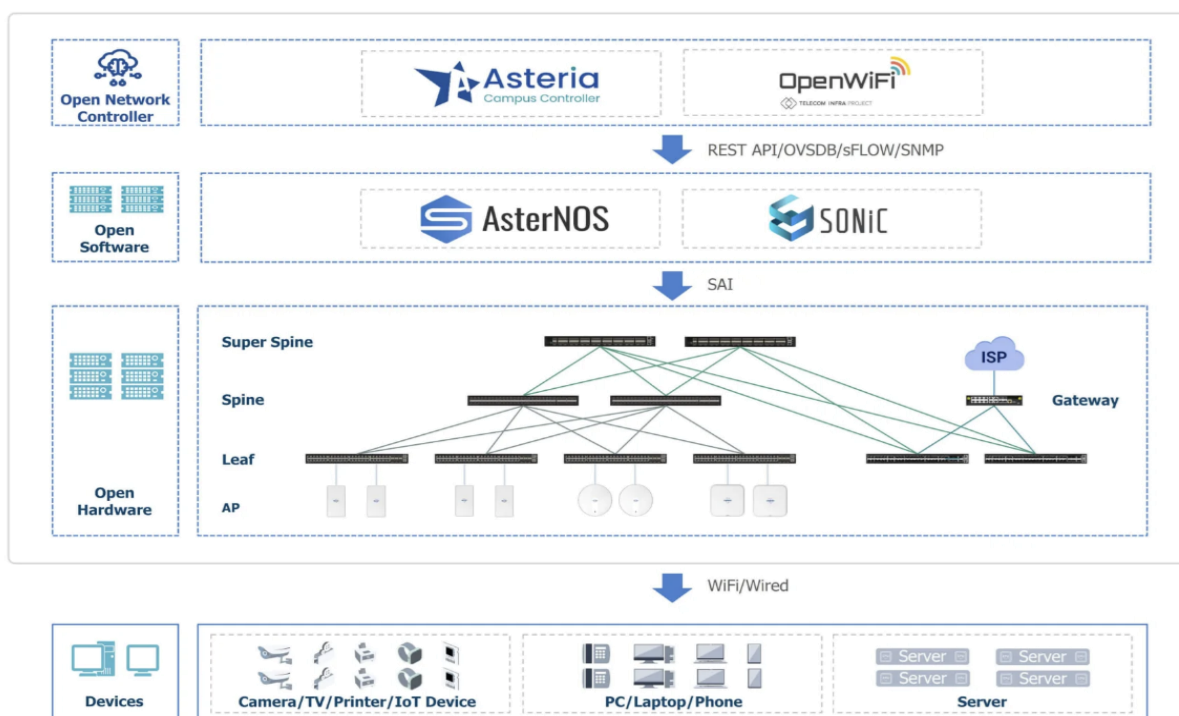 Open Network
Controller
Asteria
Campus Controller
OpenWiFi
TELECOM INFRA PROJECT
REST API/OVSDB/sFLOW/SNMP
Open
Software
AsterNOS
SONiC
SAI
Open
Hardware
Super Spine
ISP
Spine
Gateway
Leaf
AP
WiFi/Wired
Devices
Camera/TV/Printer/IoT Device
PC/Laptop/Phone
Server
Server
Server
Server
Server